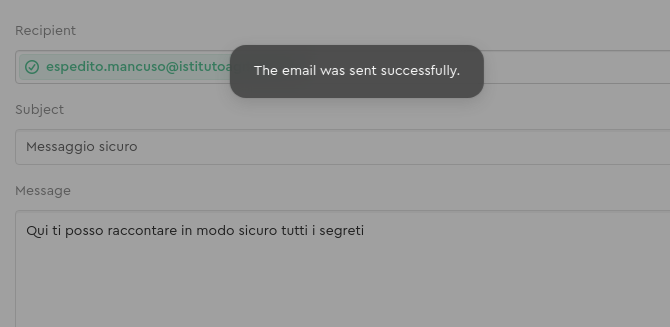 Recipient
espedito.mancuso@istitutoa
The email was sent successfully.
Subject
Messaggio sicuro
Message
Qui ti posso raccontare in modo sicuro tutti i segreti